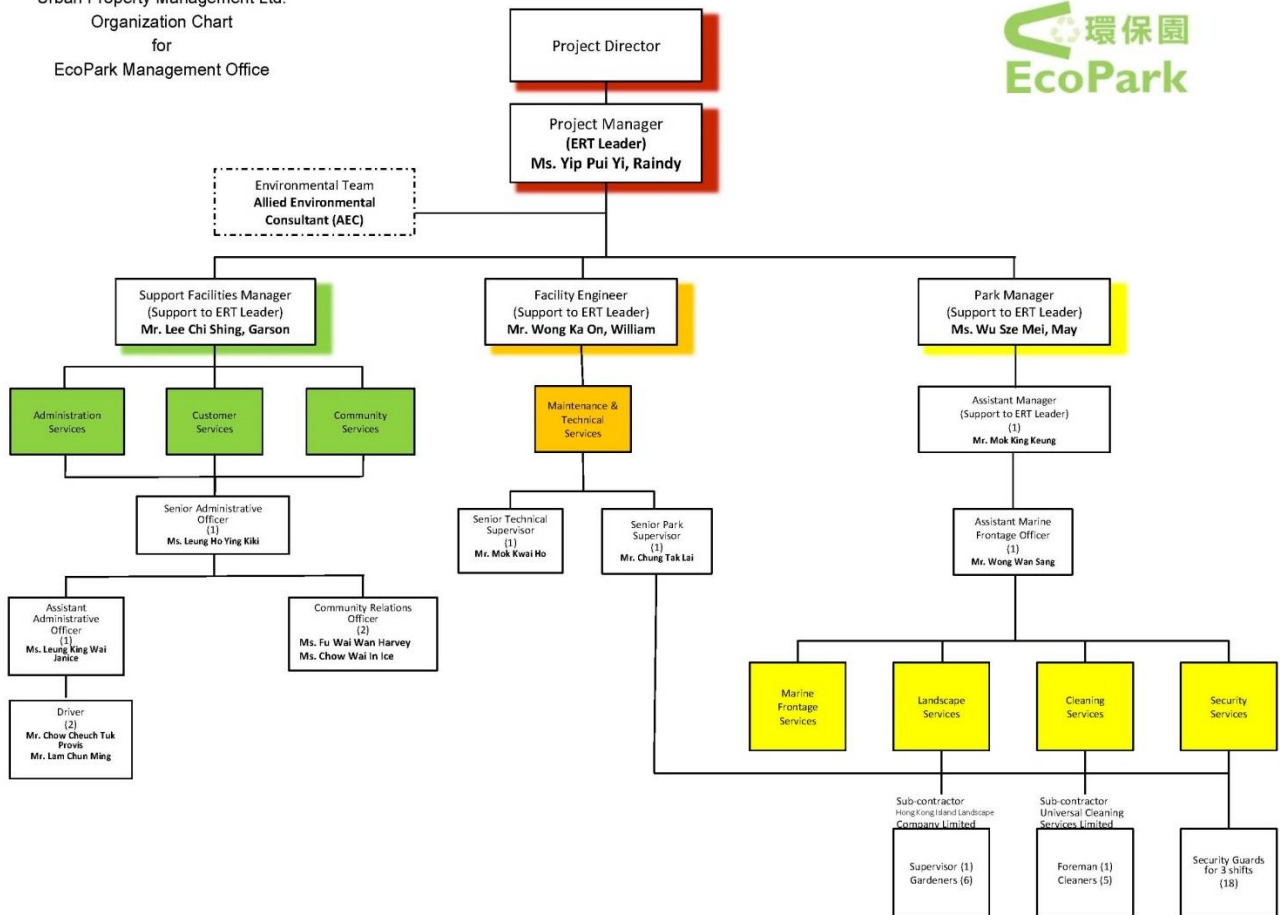 Urban Property Management Ltd.
Organization Chart
for
EcoPark Management Office
環保園
EcoPark
Project Director
Project Manager
(ERT Leader)
Ms. Yip Pui Yi, Raindy
Environmental Team
Allied Environmental
Consultant (AEC)
Support Facilities Manager
(Support to ERT Leader)
Mr. Lee Chi Shing, Garson
Facility Engineer
(Support to ERT Leader)
Mr. Wong Ka On, William
Park Manager
(Support to ERT Leader)
Ms. Wu Sze Mei, May
Administration
Services
Customer
Services
Community
Services
Maintenance &
Technical
Services
Assistant Manager
(Support to ERT Leader)
(1)
Mr. Mok King Keung
Senior Administrative
Officer
(1)
Ms. Leung Ho Ying Kiki
Senior Technical
Supervisor
(1)
Mr. Mok Kwai Ho
Senior Park
Supervisor
(1)
Mr. Chung Tak Lai
Assistant Marine
Frontage Officer
(1)
Mr. Wong Wan Sang
Assistant
Administrative
Officer
(1)
Ms. Leung King Wai
Janice
Community Relations
Officer
(2)
Ms. Fu Wai Wan Harvey
Ms. Chow Wai In Ice
Driver
(2)
Mr. Chow Cheuch Tuk
Provis
Mr. Lam Chun Ming
Marine
Frontage
Services
Landscape
Services
Cleaning
Services
Security
Services
Sub-contractor
Hong Kong Island Landscape
Company Limited
Sub-contractor
Universal Cleaning
Services Limited
Supervisor (1)
Gardeners (6)
Foreman (1)
Cleaners (5)
Security Guards
for 3 shifts
(18)